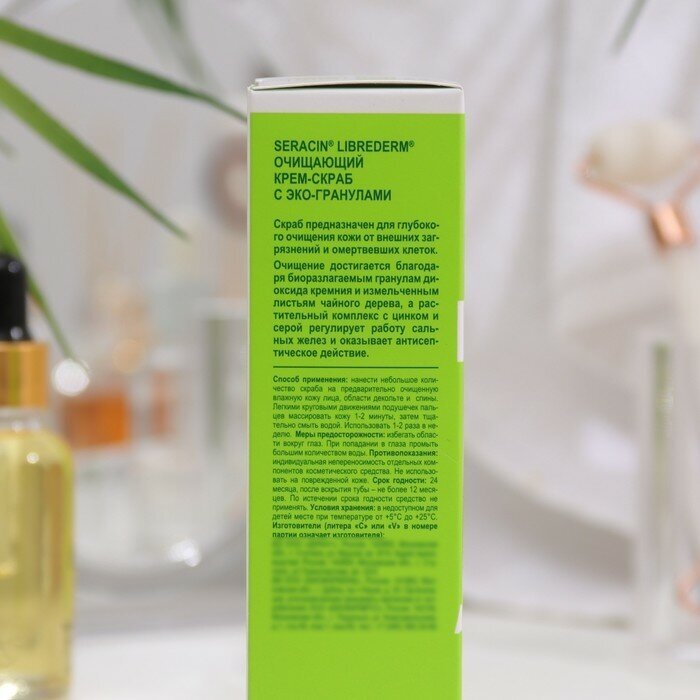 SERACIN® LIBREDERM®
ОЧИЩАЮЩИЙ
КРЕМ-СКРАБ
С ЭКО-ГРАНУЛАМИ
Скраб предназначен для глубоко-
го очищения кожи от внешних заг-
рязнений и омертвевших клеток.
Очищение достигается благода-
ря биоразлагаемым гранулам ди-
оксида кремния и измельченным
листьям чайного дерева, а рас-
тительный комплекс с цинком и
серой регулирует работу саль-
ных желез и оказывает антисеп-
тическое действие.
Способ применения: нанести небольшое коли-
чество скраба на предварительно очищенную
влажную кожу лица, области декольте и спины.
Легкими круговыми движениями подушечек паль-
цев массировать кожу 1-2 минуты, затем тща-
тельно смыть водой. Использовать 1-2 раза в не-
делю. Меры предосторожности: избегать облас-
ти вокруг глаз. При попадании в глаза промыть
большим количеством воды. Противопоказания:
индивидуальная непереносимость отдельных ком-
понентов косметического средства. Не использо-
вать на поврежденной коже. Срок годности: 24
месяца, после вскрытия тубы – не более 12 меся-
цев. По истечении срока годности средство не
применять. Условия хранения: в недоступном для
детей месте при температуре от +5°С до +25°С.
Изготовители (литера «С» или «V» в номере
партии означает изготовителя):